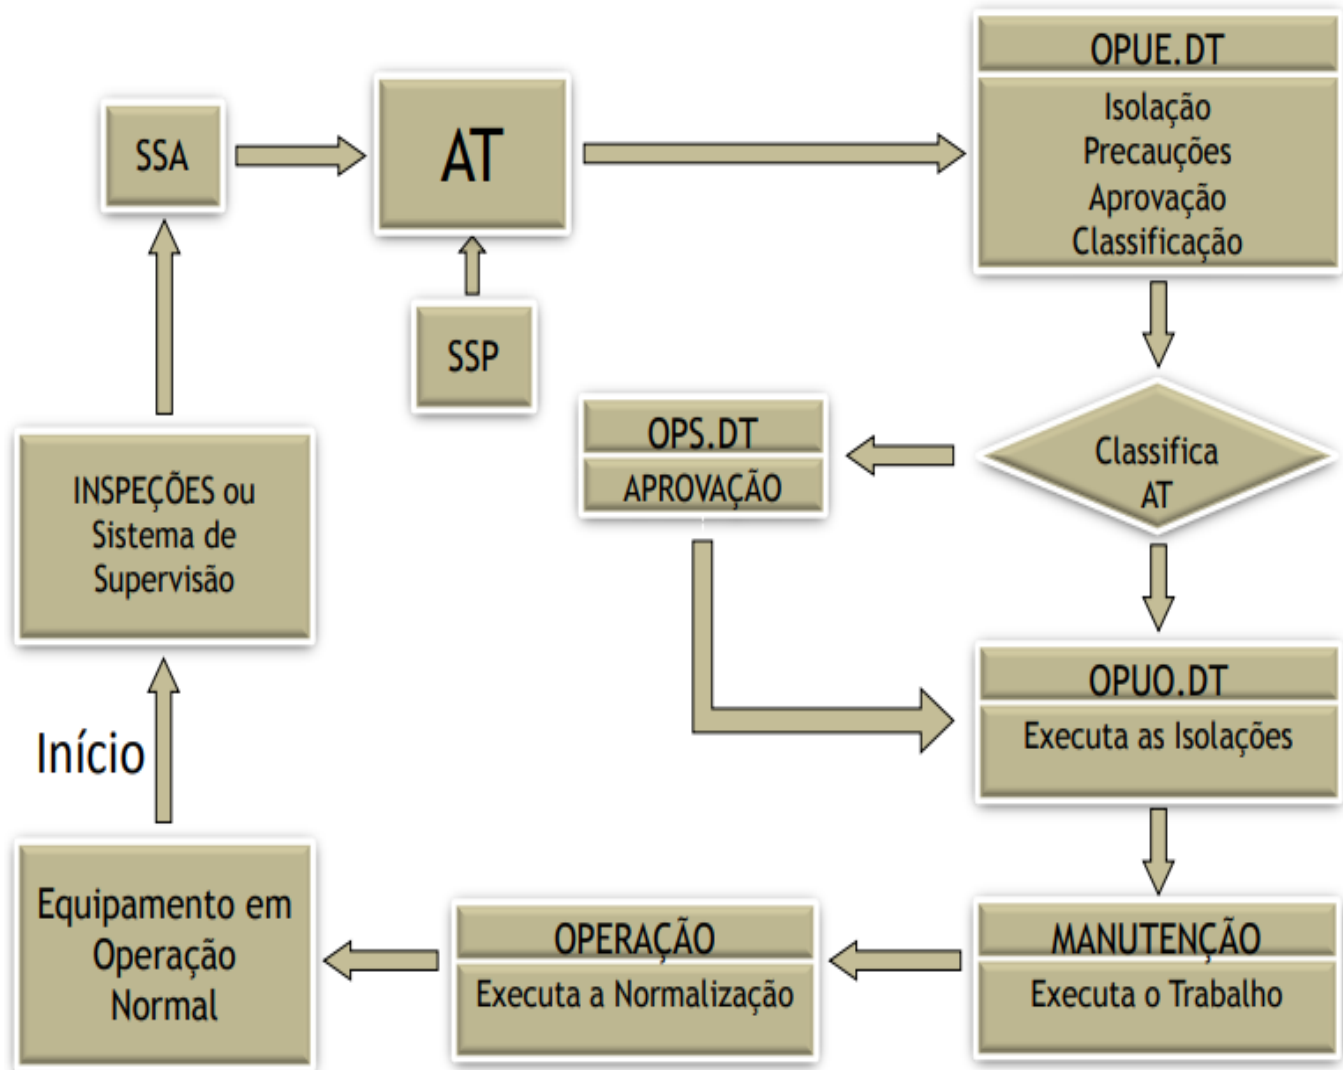 OPUE.DT
Isolação
Precauções
Aprovação
Classificação
SSA
AT
SSP
OPS.DT
APROVAÇÃO
Classifica
AT
INSPEÇÕES ou
Sistema de
Supervisão
OPUO.DT
Executa as Isolações
Início
Equipamento em
Operação
Normal
OPERAÇÃO
Executa a Normalização
MANUTENÇÃO
Executa o Trabalho